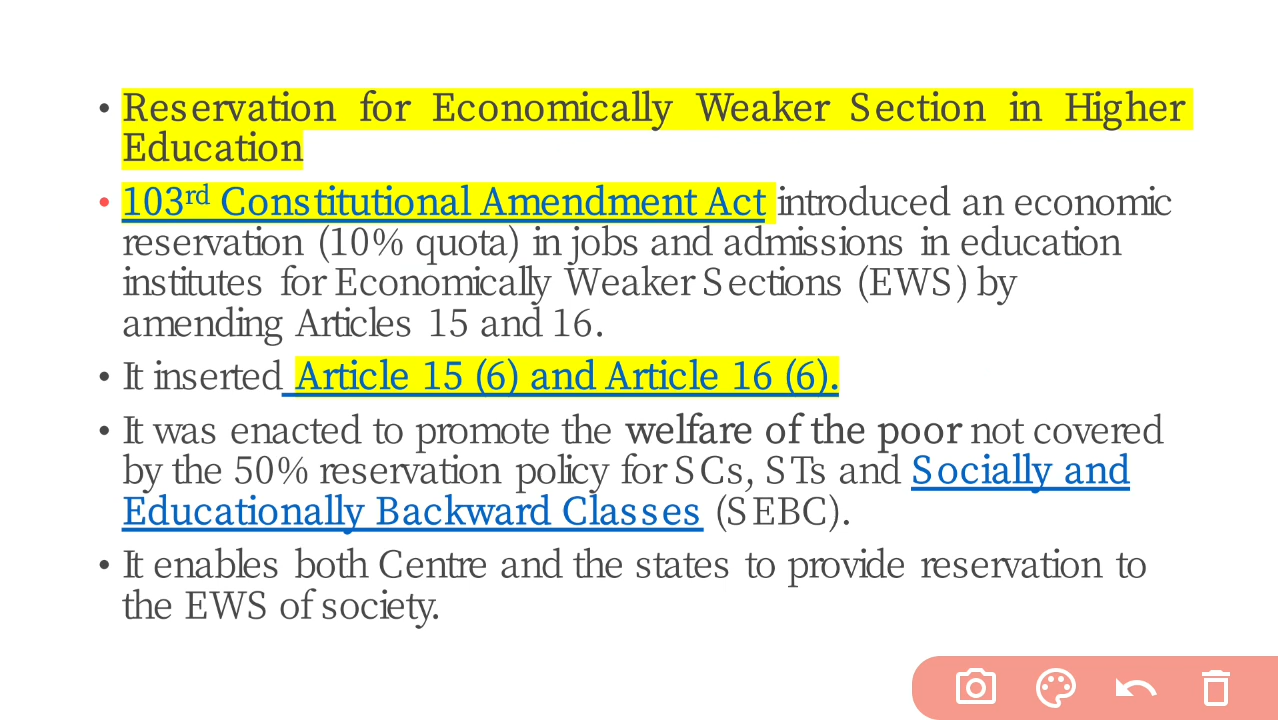 • Reservation for Economically Weaker Section in Higher
Education
• 103rd Constitutional Amendment Act introduced an economic
reservation (10% quota) in jobs and admissions in education
institutes for Economically Weaker Sections (EWS) by
amending Articles 15 and 16.
• It inserted Article 15 (6) and Article 16 (6).
• It was enacted to promote the welfare of the poor not covered
by the 50% reservation policy for SCs, STs and Socially and
Educationally Backward Classes (SEBC).
• It enables both Centre and the states to provide reservation to
the EWS of society.